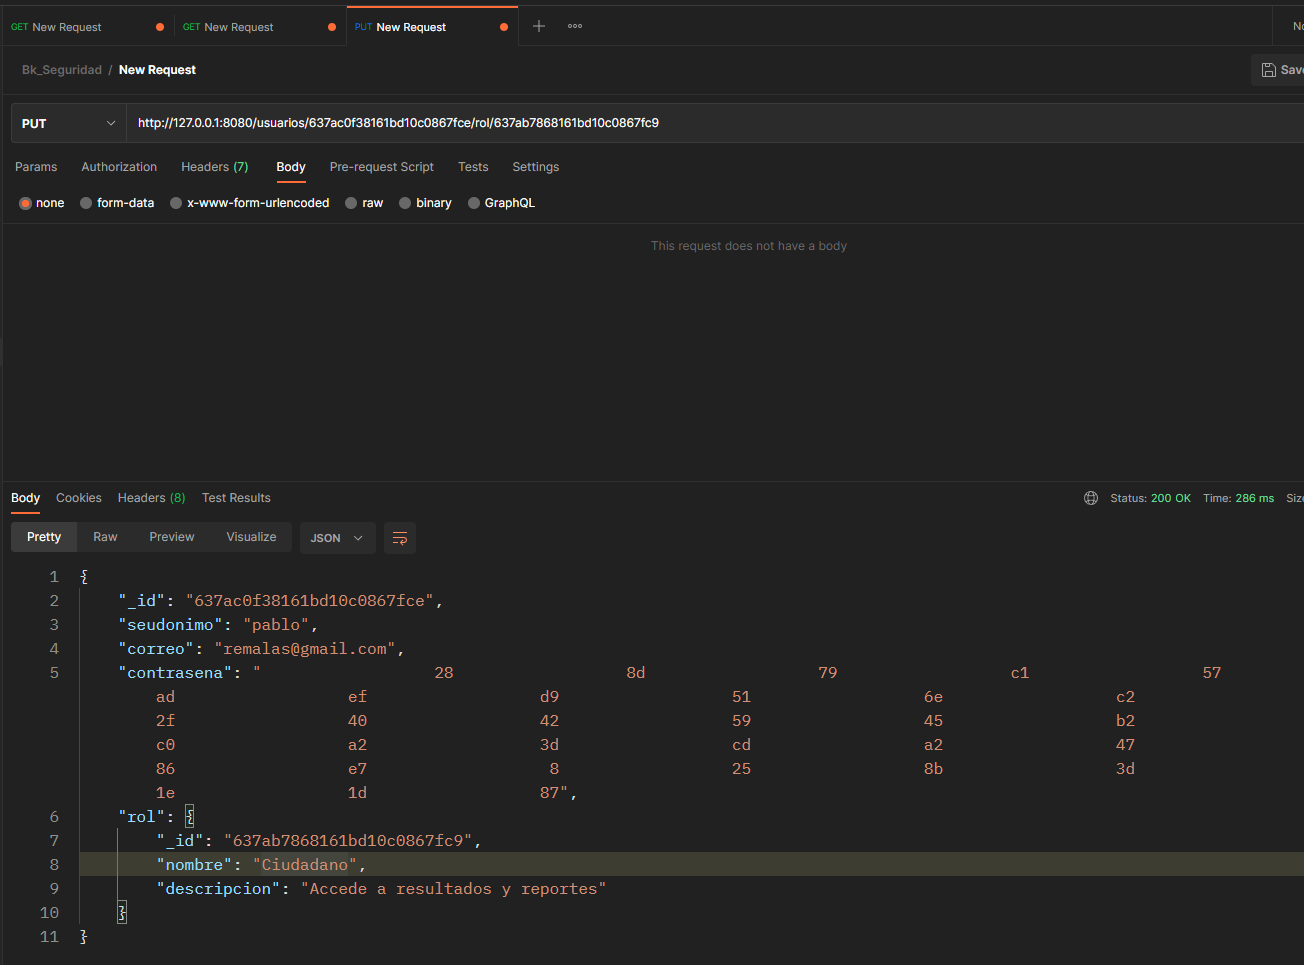 GET New Request GET New Request PUT New Request + ooo No
Bk_Seguridad / New Request Save
PUT http://127.0.0.1:8080/usuarios/637ac0f38161bd10c0867fce/rol/637ab7868161bd10c0867fc9
Params Authorization Headers (7) Body Pre-request Script Tests Settings
none form-data x-www-form-urlencoded raw binary GraphQL
This request does not have a body
Body Cookies Headers (8) Test Results Status: 200 OK Time: 286 ms Size
Pretty Raw Preview Visualize JSON
1 {
2 "_id": "637ac0f38161bd10c0867fce",
3 "seudonimo": "pablo",
4 "correo": "remalas@gmail.com",
5 "contrasena": " 28 8d 79 c1 57
ad ef d9 51 6e c2
2f 40 42 59 45 b2
c0 a2 3d cd a2 47
86 e7 8 25 8b 3d
1e 1d 87",
6 "rol": {
7 "_id": "637ab7868161bd10c0867fc9",
8 "nombre": "Ciudadano",
9 "descripcion": "Accede a resultados y reportes"
10 }
11 }